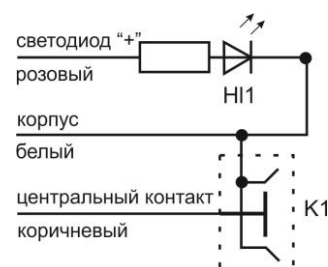 светодиод “+”
розовый
HI1
корпус
белый
центральный контакт
K1
коричневый